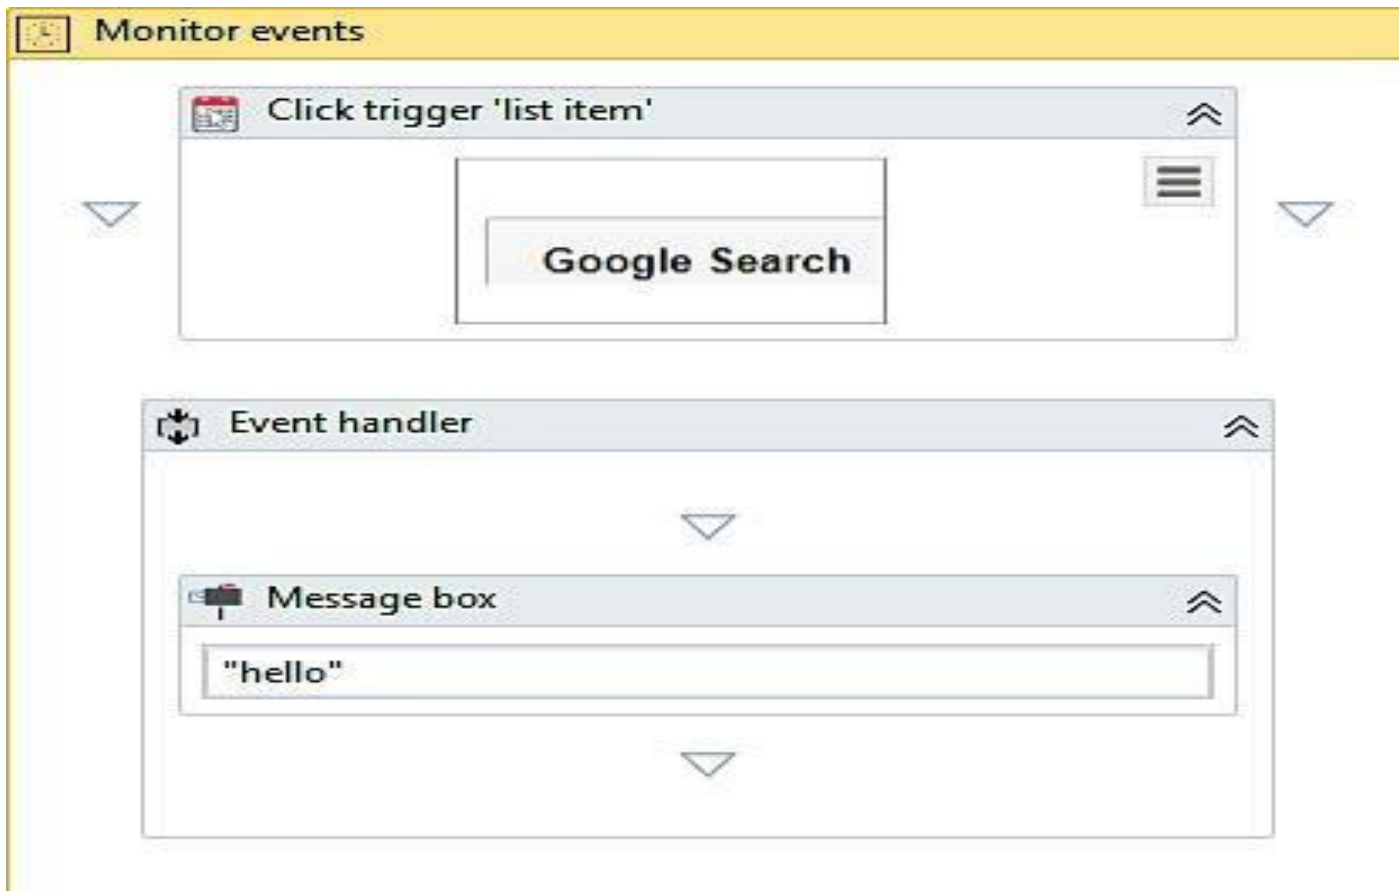 Monitor events
Click trigger 'list item'
Google Search
Event handler
Message box
"hello"